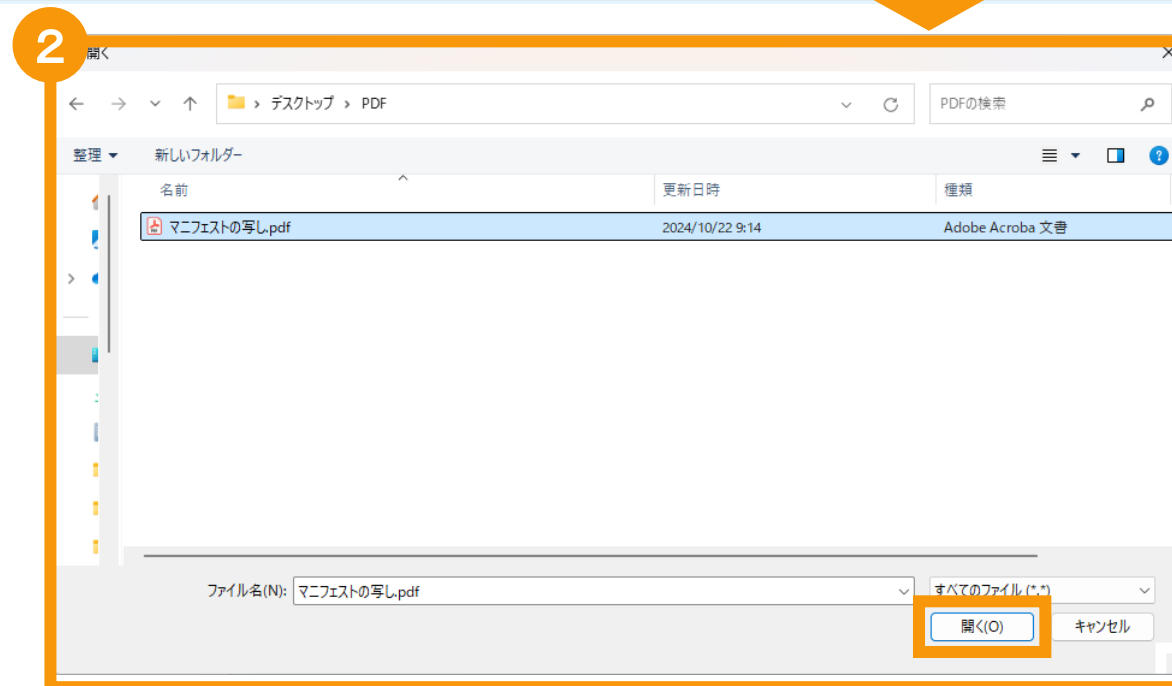 2
開く
デスクトップ > PDF
PDFの検索
整理
新しいフォルダー
名前
更新日時
種類
マニフェストの写し.pdf
2024/10/22 9:14
Adobe Acroba 文書
ファイル名(N):
マニフェストの写し.pdf
すべてのファイル (*.*)
開く(O)
キャンセル